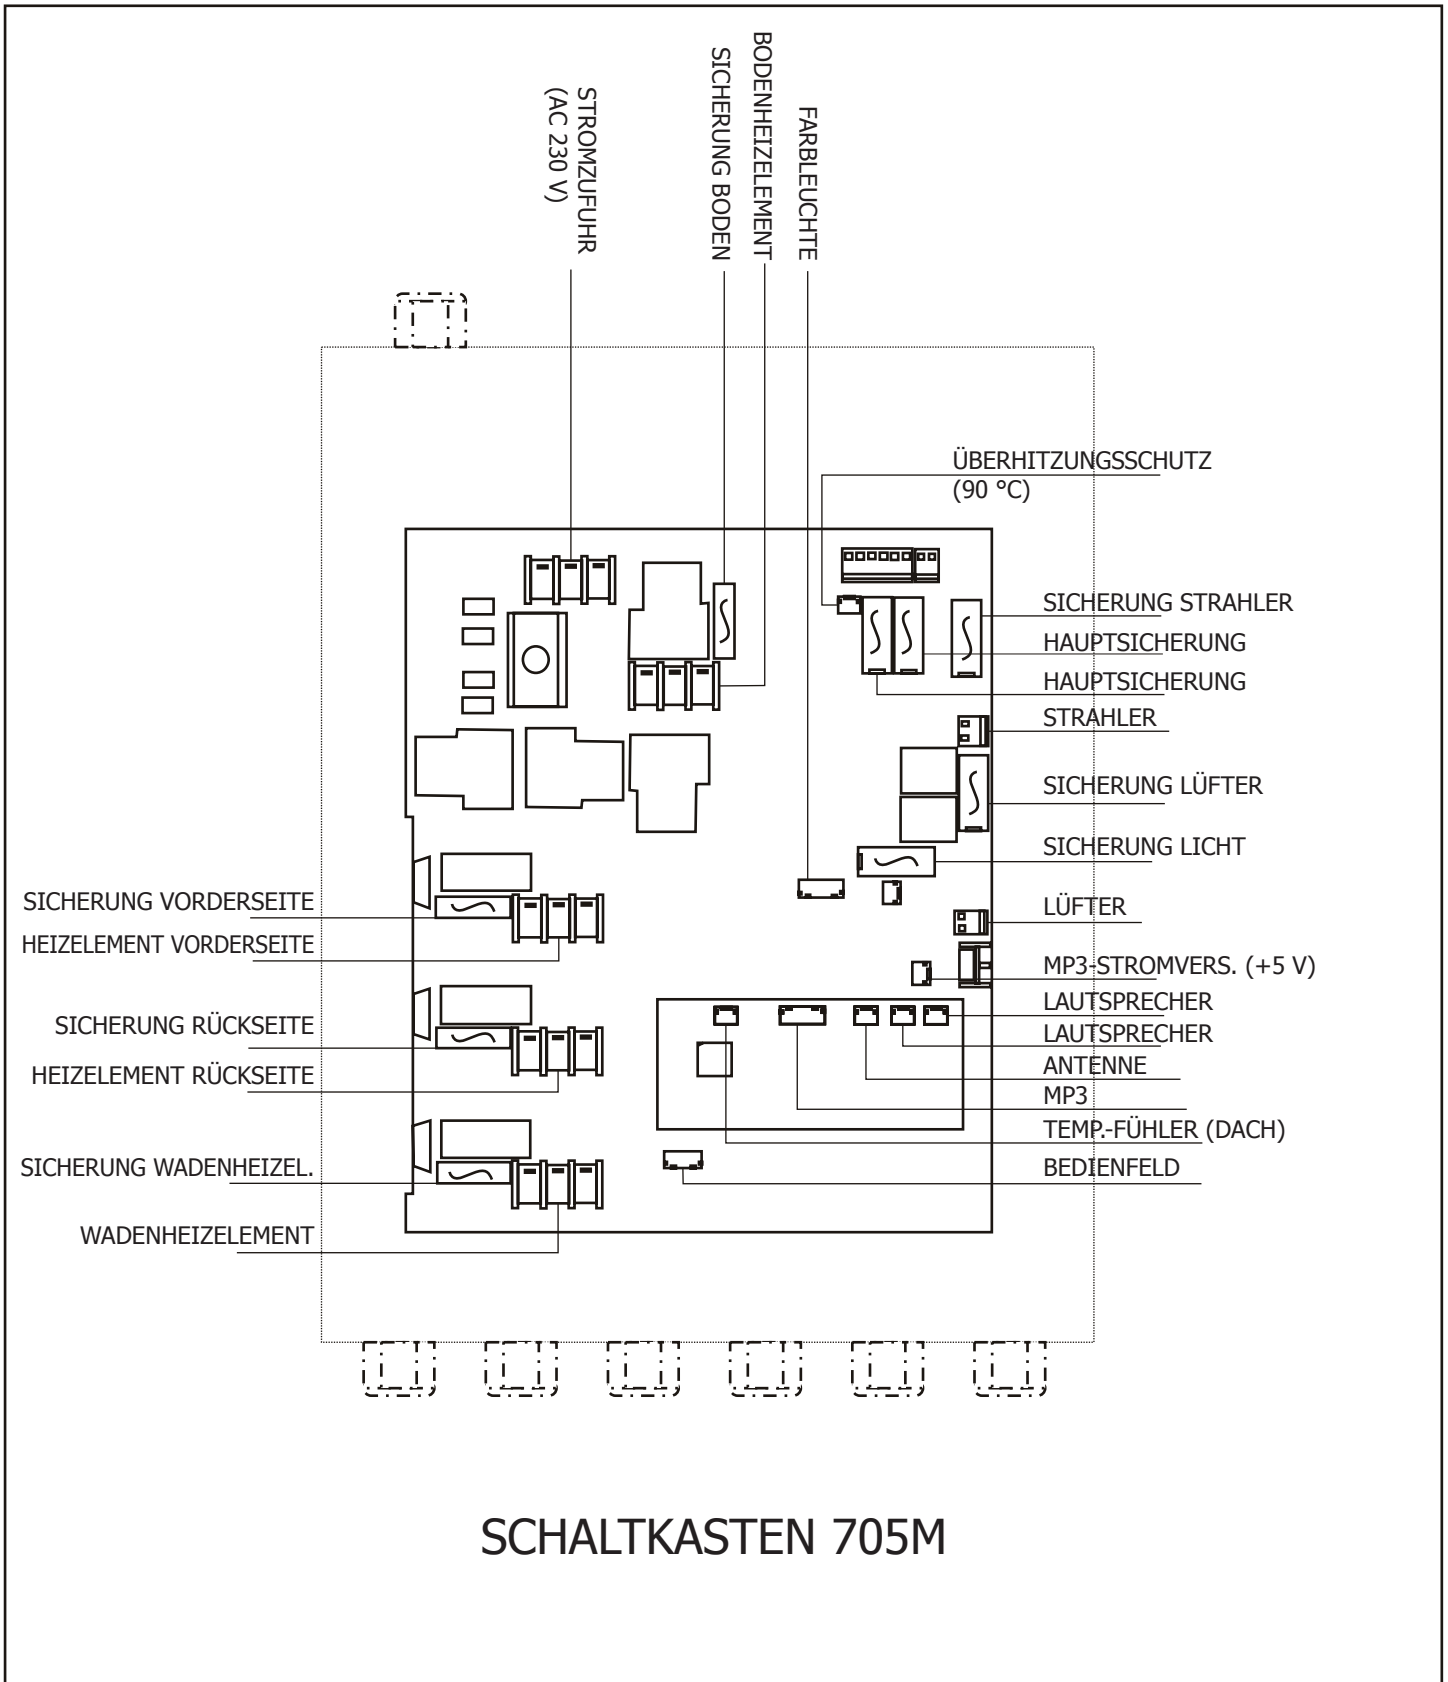 STROMZUFUHR
(AC 230 V)
SICHERUNG BODEN
BODENHEIZELEMENT
FARBLEUCHTE
ÜBERHITZUNGSSCHUTZ
(90 °C)
SICHERUNG STRAHLER
HAUPTSICHERUNG
HAUPTSICHERUNG
STRAHLER
SICHERUNG LÜFTER
SICHERUNG LICHT
LÜFTER
MP3-STROMVERS. (+5 V)
LAUTSPRECHER
LAUTSPRECHER
ANTENNE
MP3
TEMP.-FÜHLER (DACH)
BEDIENFELD
SICHERUNG VORDERSEITE
HEIZELEMENT VORDERSEITE
SICHERUNG RÜCKSEITE
HEIZELEMENT RÜCKSEITE
SICHERUNG WADENHEIZEL.
WADENHEIZELEMENT
SCHALTKASTEN 705M